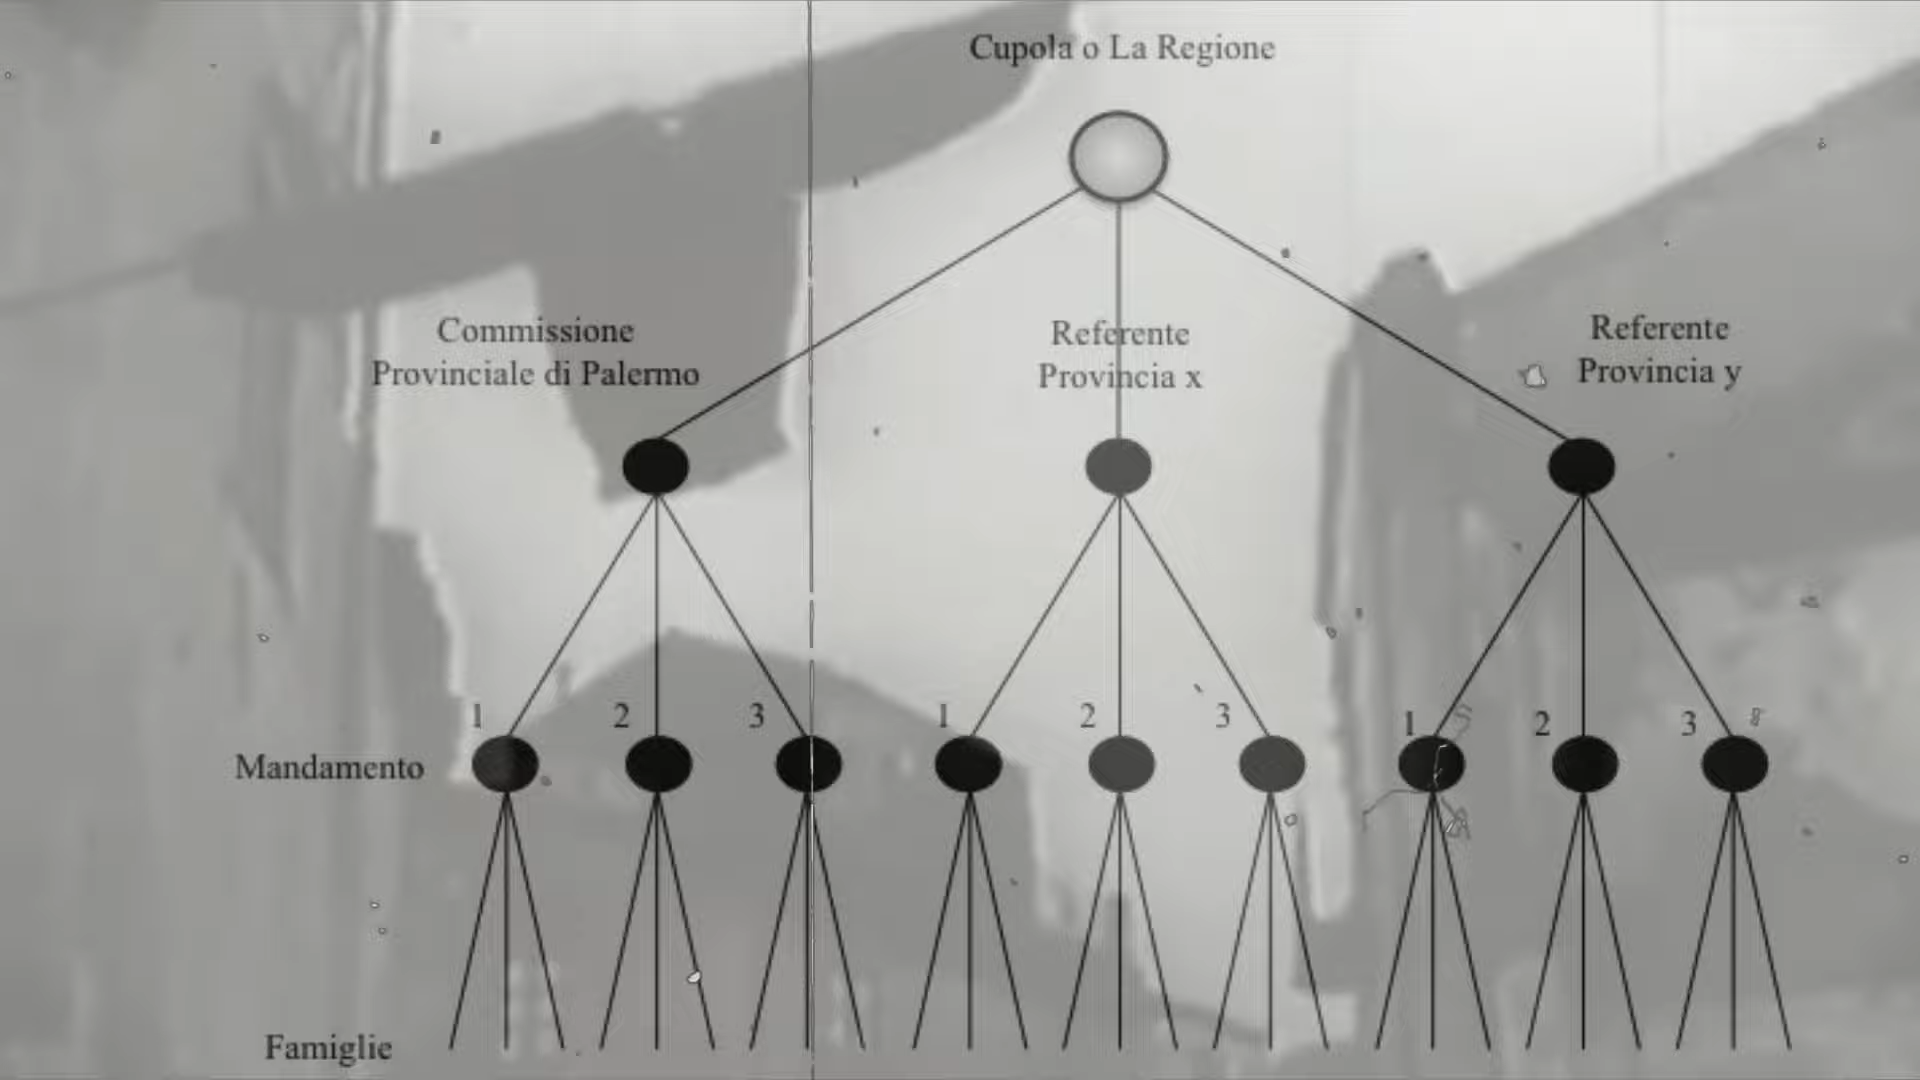 Cupola o La Regione
Commissione
Provinciale di Palermo
Referente
Provincia x
Referente
Provincia y
1 2 3 1 2 3 1 2 3
Mandamento
Famiglie